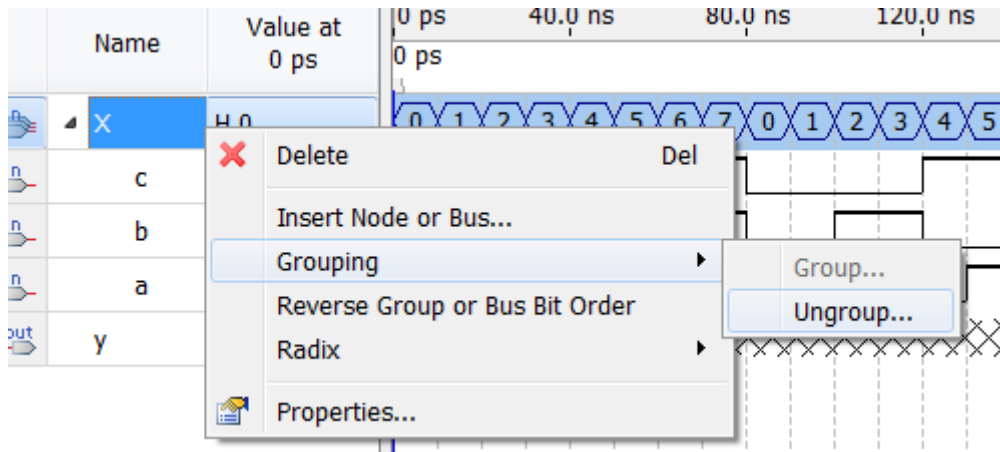 Name
Value at
0 ps
0 ps 40.0 ns 80.0 ns 120.0 ns
0 ps
X
H 0
0 1 2 3 4 5 6 7 0 1 2 3 4 5
c
b
a
out
y
Delete Del
Insert Node or Bus...
Grouping
Reverse Group or Bus Bit Order
Radix
Properties...
Group...
Ungroup...